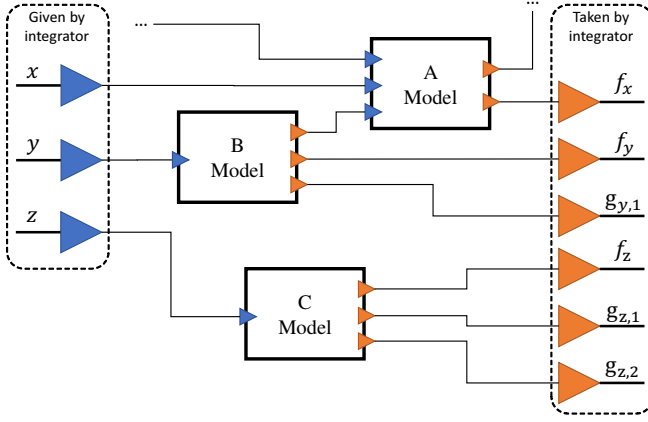 Given by
integrator
...
...
Taken by
integrator
x
A
Model
f_x
y
B
Model
f_y
g_{y,1}
z
f_z
C
Model
g_{z,1}
g_{z,2}